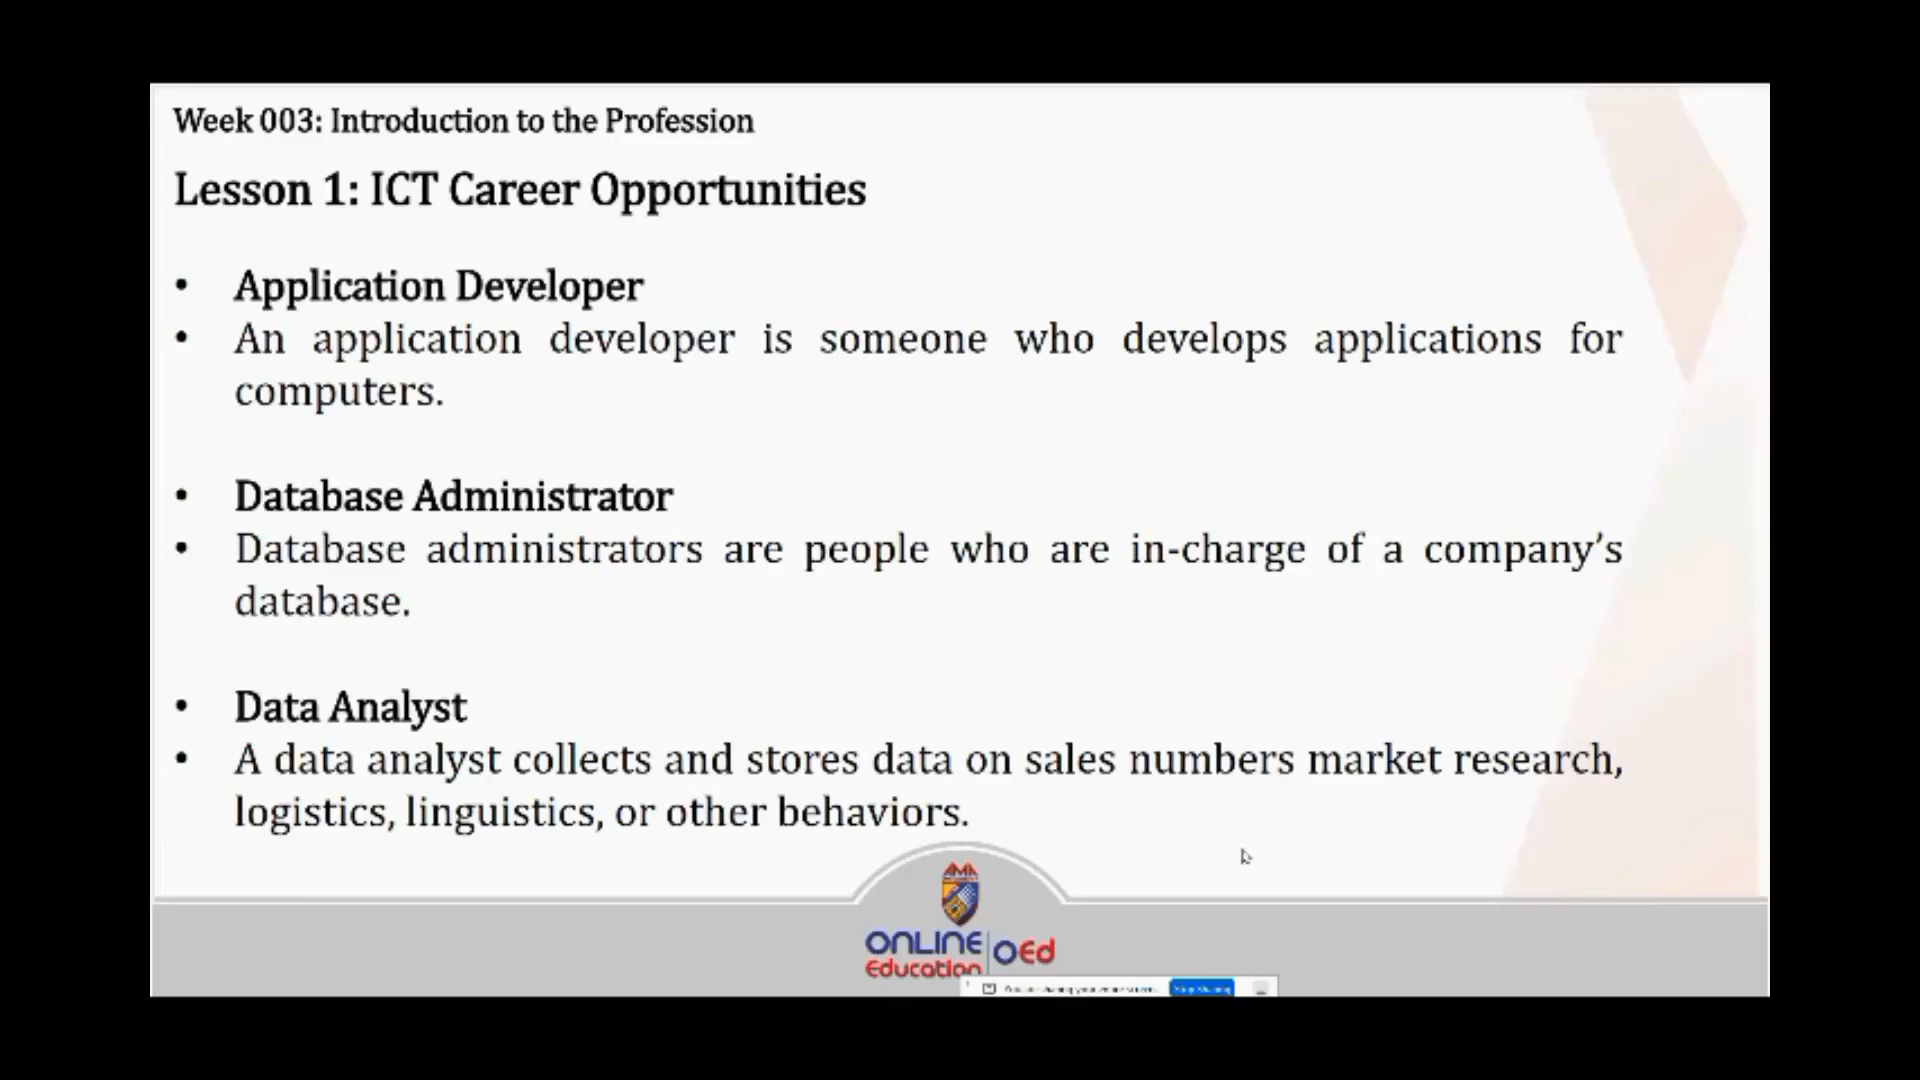 Week 003: Introduction to the Profession
Lesson 1: ICT Career Opportunities
• Application Developer
• An application developer is someone who develops applications for
computers.
• Database Administrator
• Database administrators are people who are in-charge of a company’s
database.
• Data Analyst
• A data analyst collects and stores data on sales numbers market research,
logistics, linguistics, or other behaviors.
AMA
ONLINE
Education
OEd
Stop Sharing